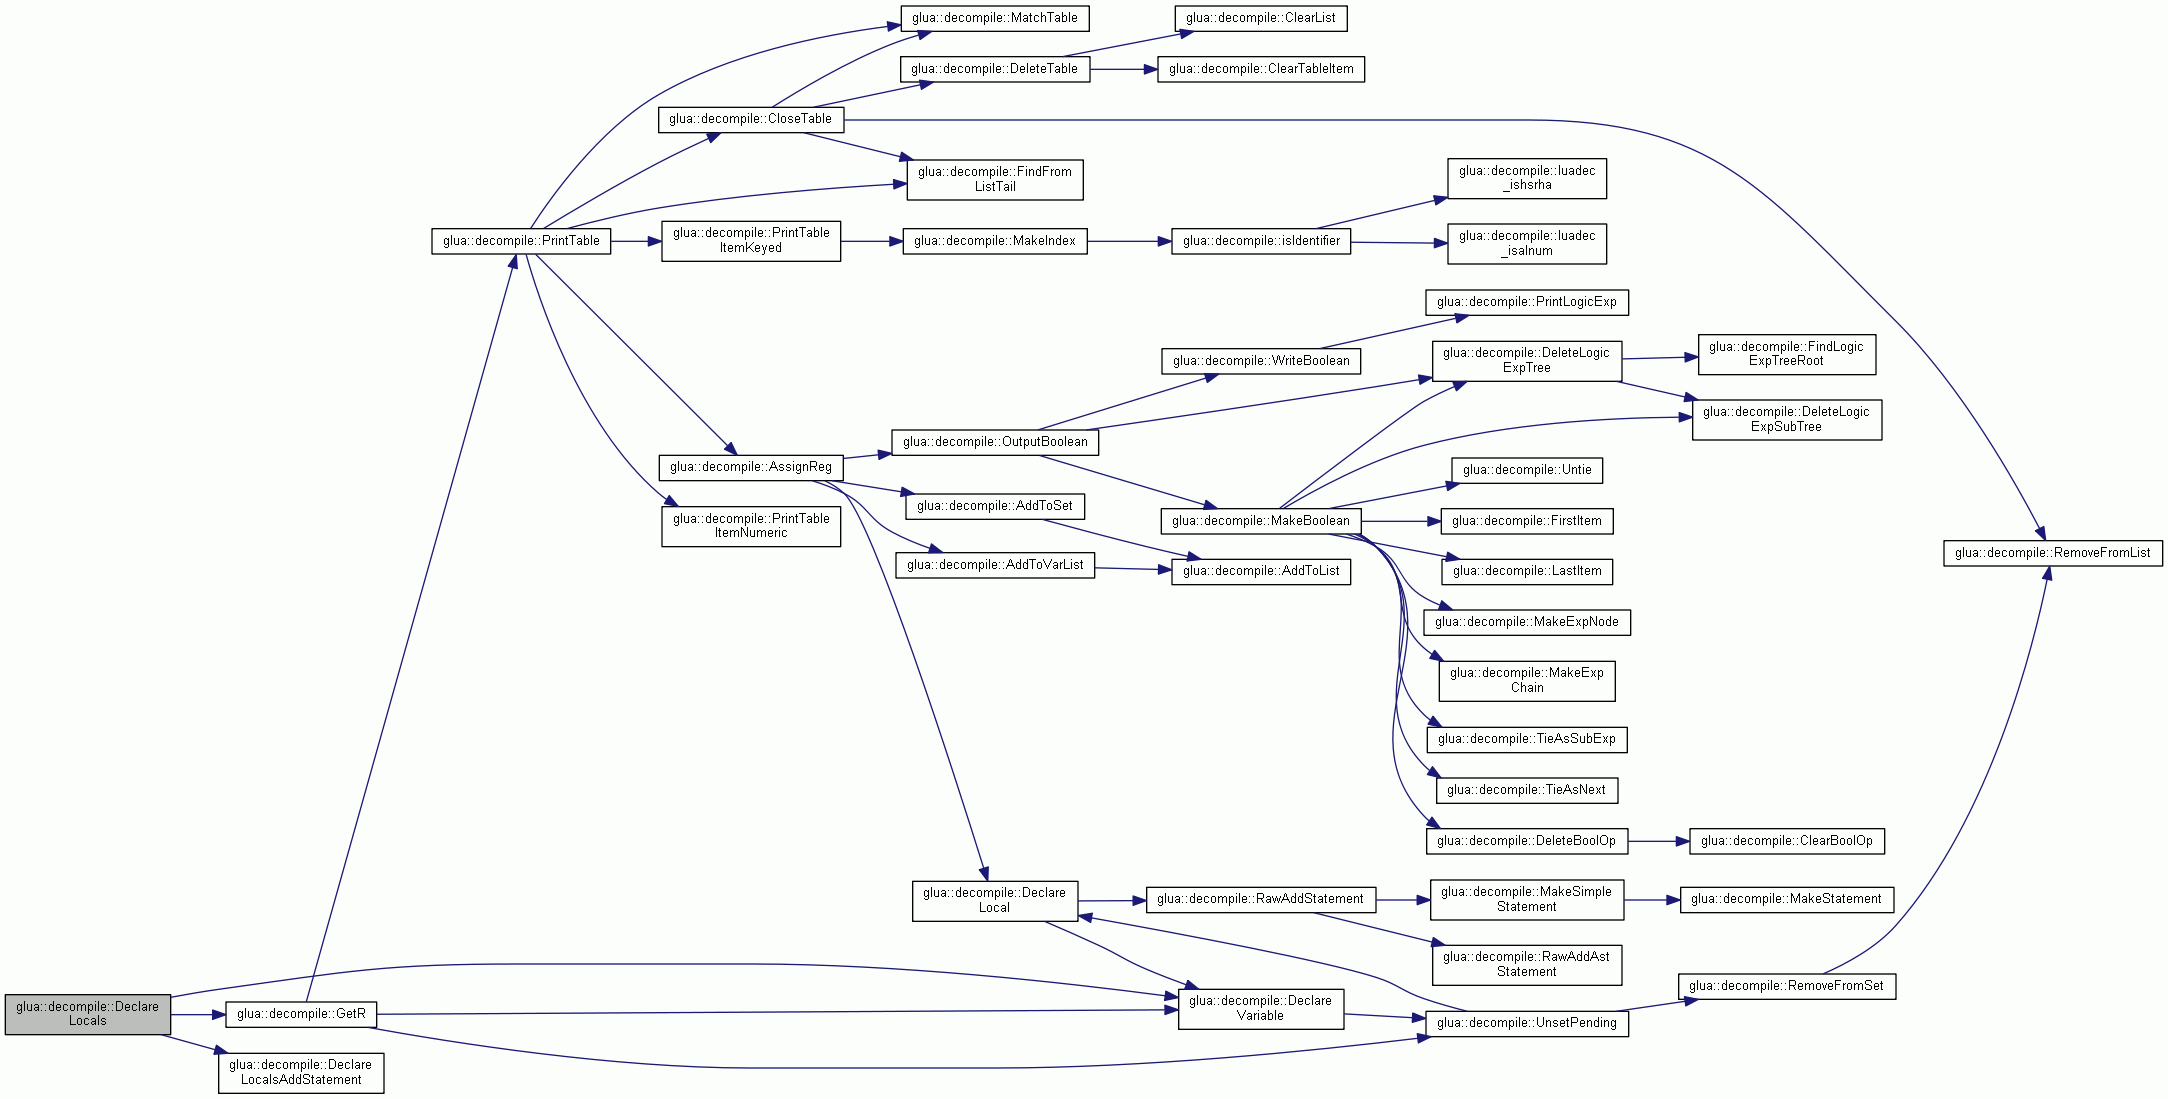 glua::decompile::MatchTable
glua::decompile::ClearList
glua::decompile::DeleteTable
glua::decompile::ClearTableItem
glua::decompile::CloseTable
glua::decompile::FindFrom
ListTail
glua::decompile::luadec
_ishsrha
glua::decompile::PrintTable
glua::decompile::PrintTable
ItemKeyed
glua::decompile::MakeIndex
glua::decompile::isIdentifier
glua::decompile::luadec
_isalnum
glua::decompile::PrintLogicExp
glua::decompile::WriteBoolean
glua::decompile::DeleteLogic
ExpTree
glua::decompile::FindLogic
ExpTreeRoot
glua::decompile::DeleteLogic
ExpSubTree
glua::decompile::OutputBoolean
glua::decompile::AssignReg
glua::decompile::Untie
glua::decompile::AddToSet
glua::decompile::MakeBoolean
glua::decompile::FirstItem
glua::decompile::PrintTable
ItemNumeric
glua::decompile::RemoveFromList
glua::decompile::AddToVarList
glua::decompile::AddToList
glua::decompile::LastItem
glua::decompile::MakeExpNode
glua::decompile::MakeExp
Chain
glua::decompile::TieAsSubExp
glua::decompile::TieAsNext
glua::decompile::DeleteBoolOp
glua::decompile::ClearBoolOp
glua::decompile::Declare
Local
glua::decompile::RawAddStatement
glua::decompile::MakeSimple
Statement
glua::decompile::MakeStatement
glua::decompile::RawAddAst
Statement
glua::decompile::RemoveFromSet
glua::decompile::Declare
Locals
glua::decompile::GetR
glua::decompile::Declare
Variable
glua::decompile::UnsetPending
glua::decompile::Declare
LocalsAddStatement